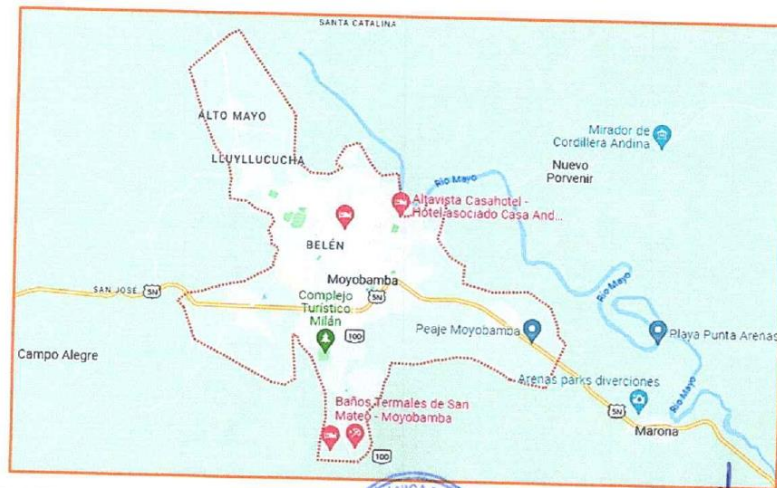 SANTA CATALINA
ALTO MAYO
LLUYLLUCUCHA
Mirador de
Cordillera Andina
Nuevo
Porvenir
Río Mayo
Altavista Casahotel -
Hotel asociado Casa And...
BELÉN
Moyobamba
SAN JOSÉ
5N
5N
Complejo
Turístico
Milán
100
Río Mayo
Peaje Moyobamba
Playa Punta Arenas
Campo Alegre
Arenas parks diverciones
Río Mayo
Baños Termales de San
Mateo - Moyobamba
5N
Marona
100